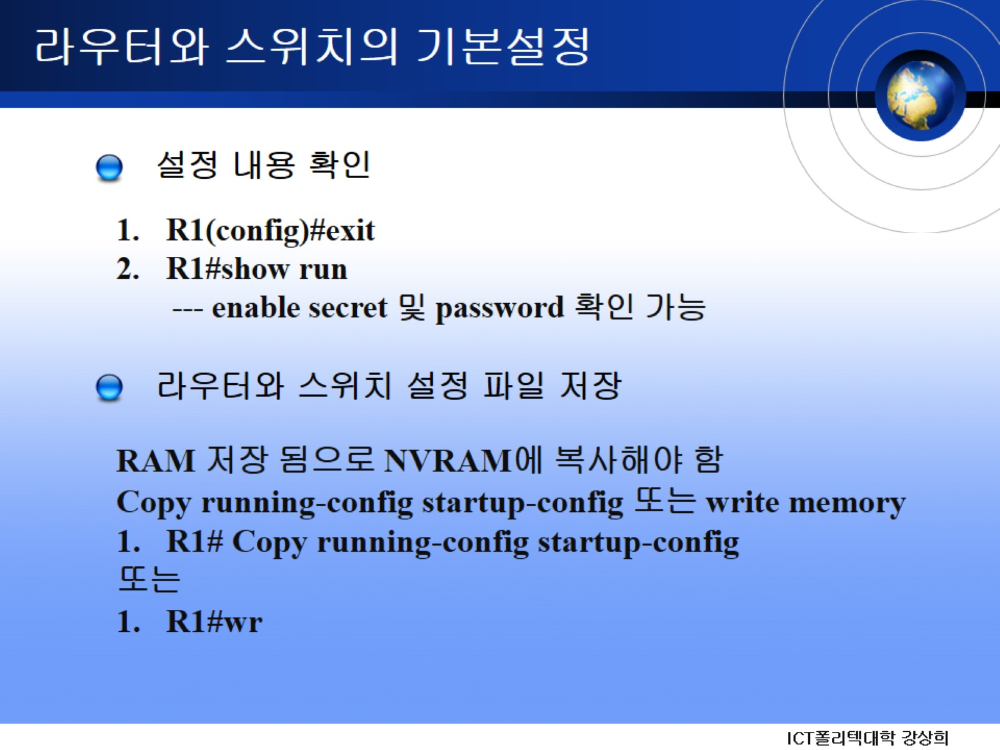 라우터와 스위치의 기본설정
설정 내용 확인
1. R1(config)#exit
2. R1#show run
--- enable secret 및 password 확인 가능
라우터와 스위치 설정 파일 저장
RAM 저장 됨으로 NVRAM에 복사해야 함
Copy running-config startup-config 또는 write memory
1. R1# Copy running-config startup-config
또는
1. R1#wr
ICT폴리텍대학 강상희